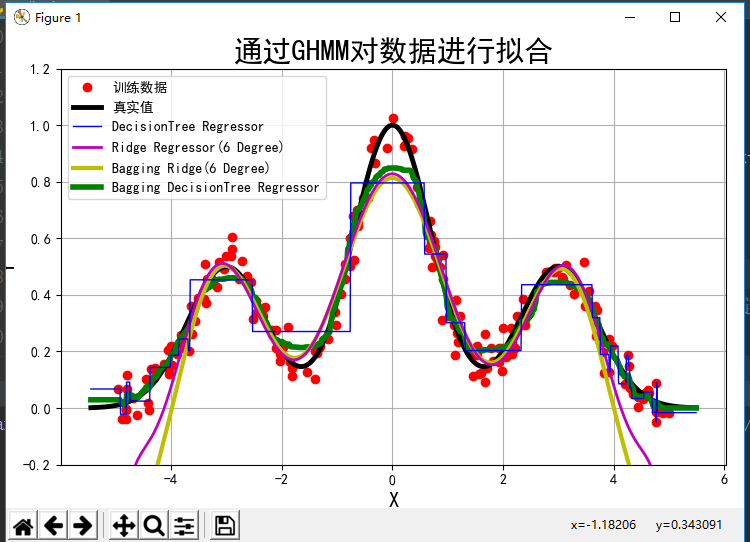 Figure 1
通过GHMM对数据进行拟合
1.2
1.0
0.8
0.6
0.4
0.2
0.0
-0.2
训练数据
真实值
DecisionTree Regressor
Ridge Regressor(6 Degree)
Bagging Ridge(6 Degree)
Bagging DecisionTree Regressor
-4 -2 0 2 4 6
X
x=-1.18206 y=0.343091